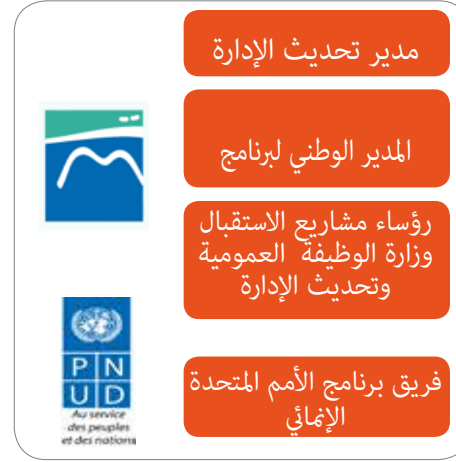 مدير تحديث الإدارة
المدير الوطني لبرنامج
رؤساء مشاريع الاستقبال
وزارة الوظيفة العمومية
وتحديث الإدارة
فريق برنامج الأمم المتحدة
الإنمائي
P N
U D
Au service
des peuples
et des nations